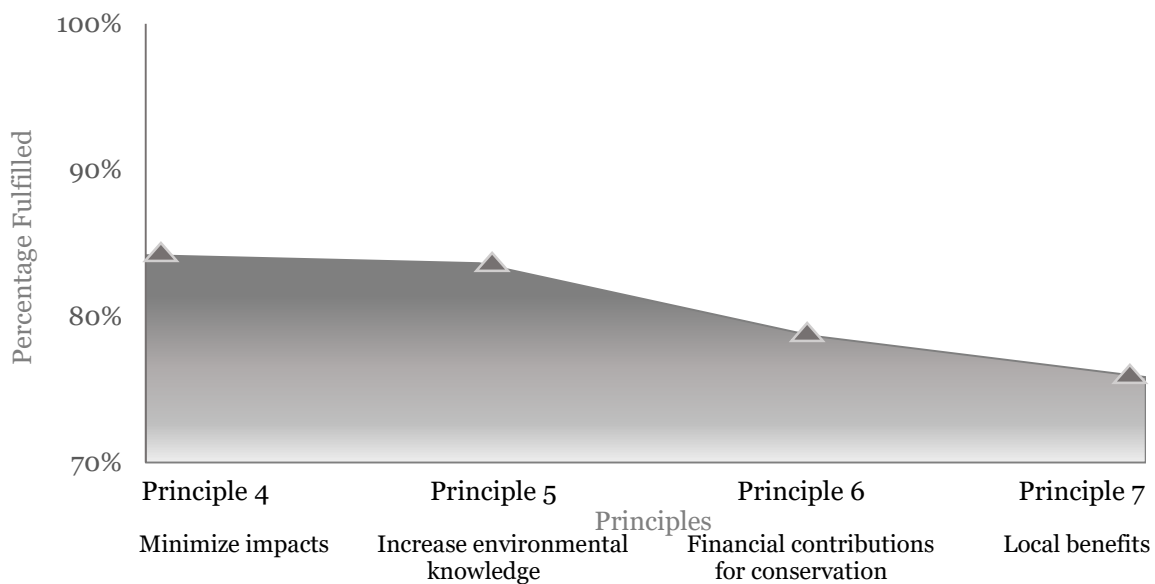 100%
90%
80%
70%
Percentage Fulfilled
Principle 4
Principle 5
Principle 6
Principle 7
Principles
Minimize impacts
Increase environmental
knowledge
Financial contributions
for conservation
Local benefits